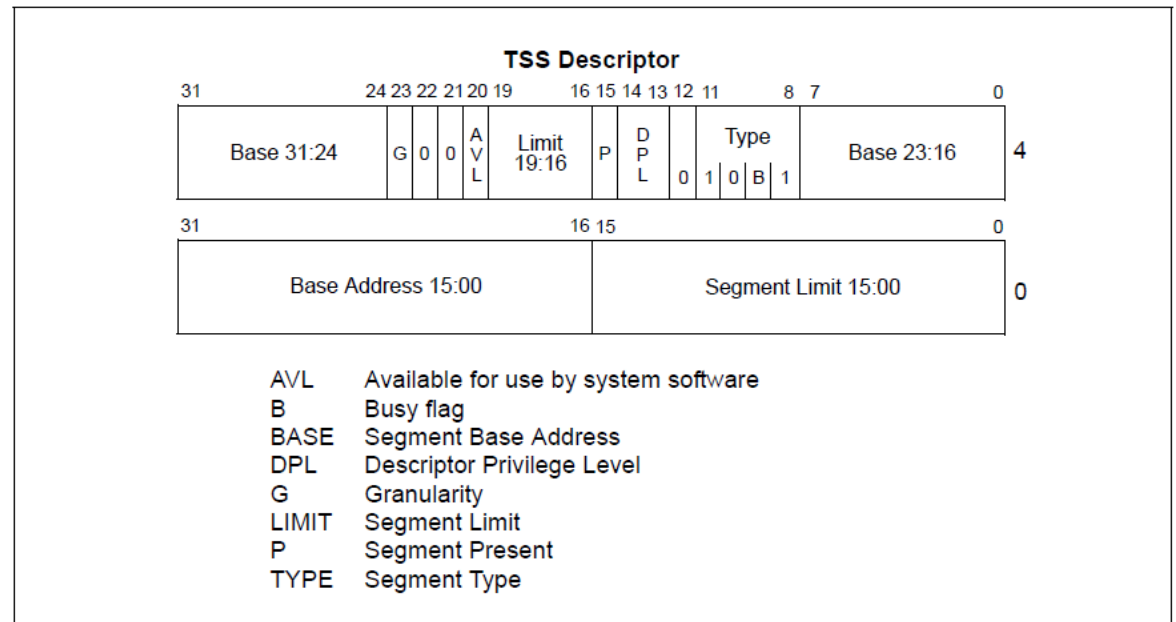 TSS Descriptor
31 24 23 22 21 20 19 16 15 14 13 12 11 8 7 0
Base 31:24 G 0 0 AVL Limit 19:16 P DPL 0 Type 1 0 B 1 Base 23:16 4
31 16 15 0
Base Address 15:00 Segment Limit 15:00 0
AVL Available for use by system software
B Busy flag
BASE Segment Base Address
DPL Descriptor Privilege Level
G Granularity
LIMIT Segment Limit
P Segment Present
TYPE Segment Type